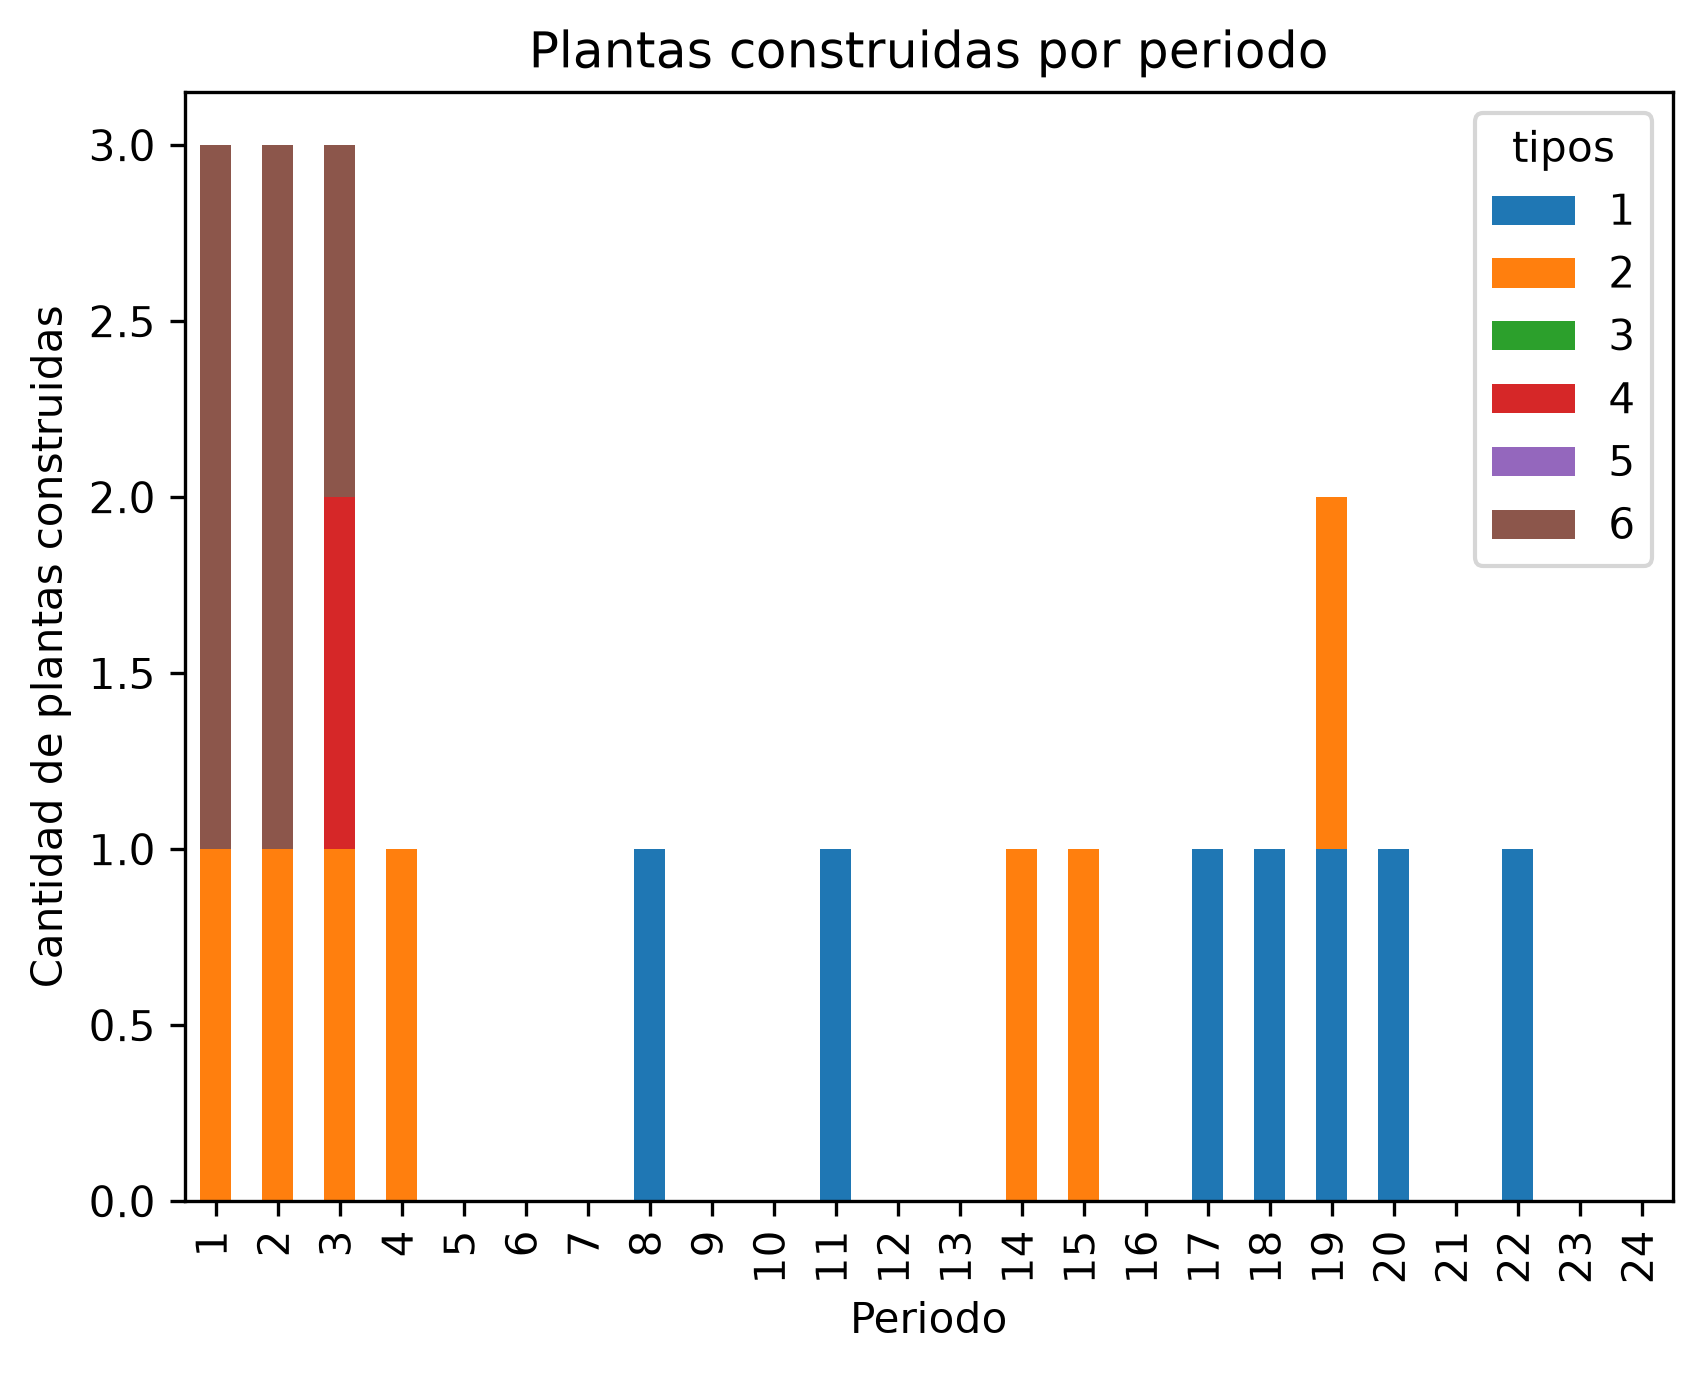 Plantas construidas por periodo
Cantidad de plantas construidas
3.0
2.5
2.0
1.5
1.0
0.5
0.0
tipos
1
2
3
4
5
6
1 2 3 4 5 6 7 8 9 10 11 12 13 14 15 16 17 18 19 20 21 22 23 24
Periodo